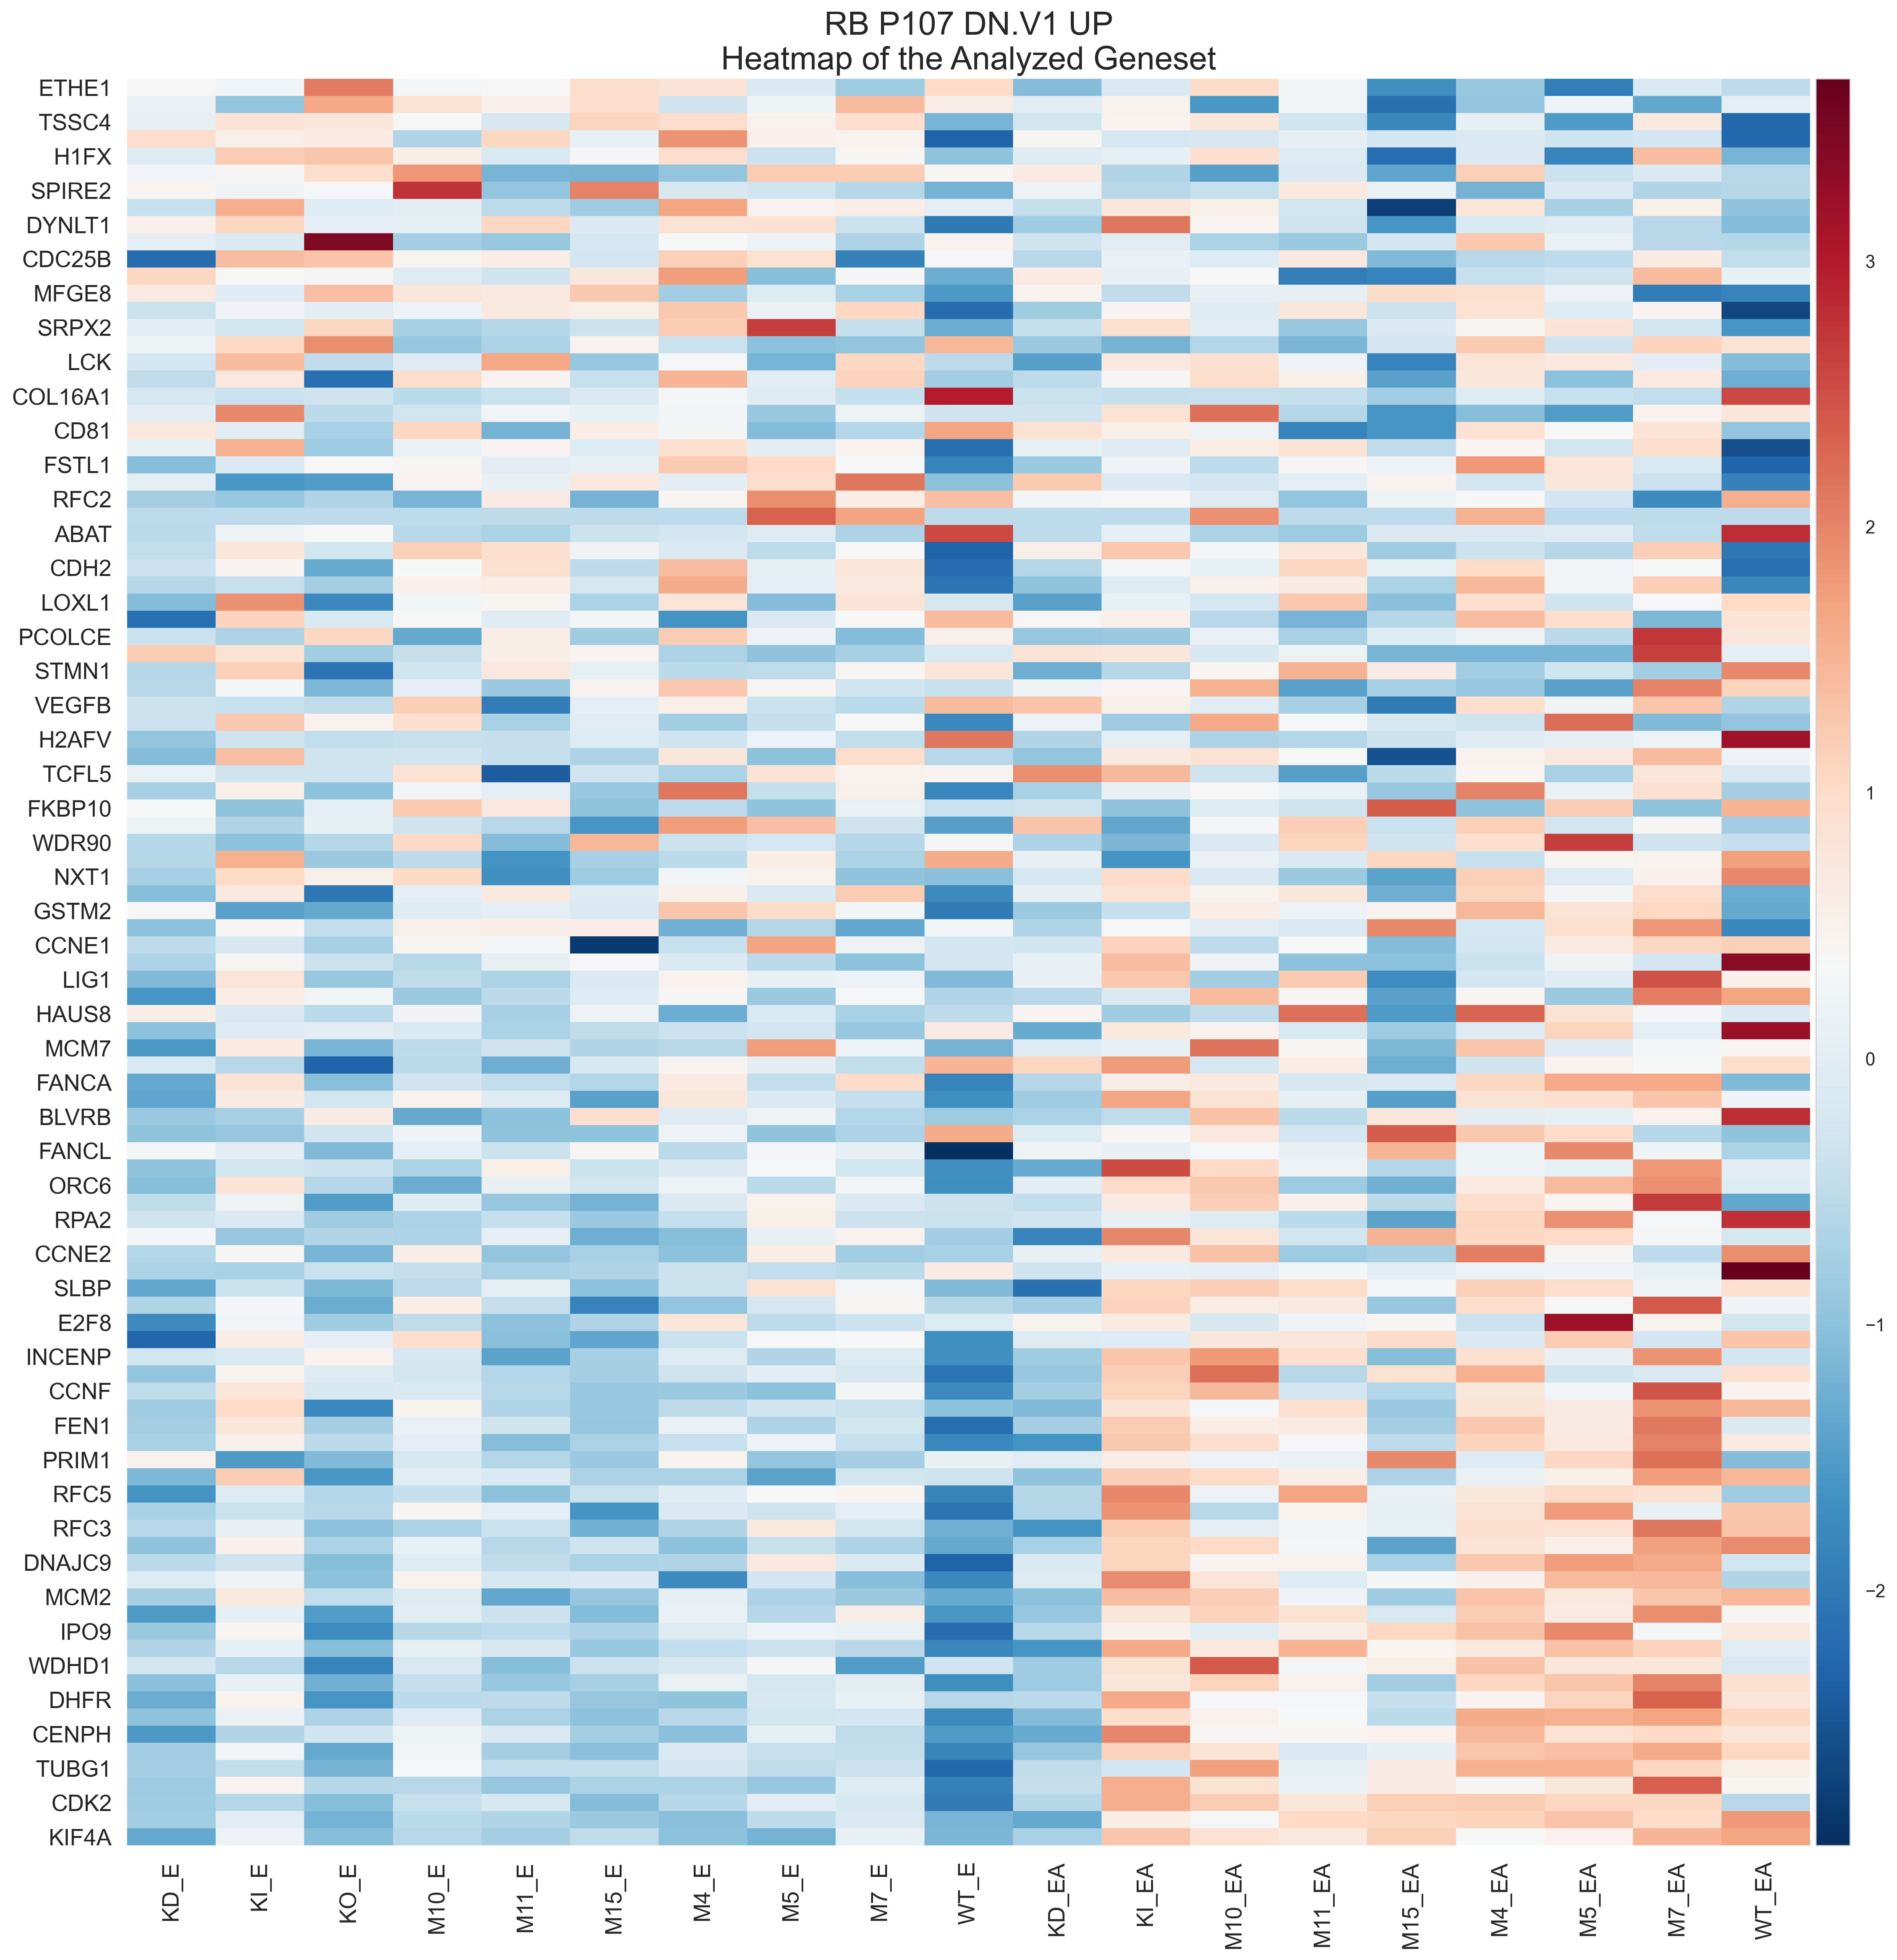 RB P107 DN.V1 UP
Heatmap of the Analyzed Geneset
ETHE1
TSSC4
H1FX
SPIRE2
DYNLT1
CDC25B
MFGE8
SRPX2
LCK
COL16A1
CD81
FSTL1
RFC2
ABAT
CDH2
LOXL1
PCOLCE
STMN1
VEGFB
H2AFV
TCFL5
FKBP10
WDR90
NXT1
GSTM2
CCNE1
LIG1
HAUS8
MCM7
FANCA
BLVRB
FANCL
ORC6
RPA2
CCNE2
SLBP
E2F8
INCENP
CCNF
FEN1
PRIM1
RFC5
RFC3
DNAJC9
MCM2
IPO9
WDHD1
DHFR
CENPH
TUBG1
CDK2
KIF4A
3
2
1
0
−1
−2
KD_E
KI_E
KO_E
M10_E
M11_E
M15_E
M4_E
M5_E
M7_E
WT_E
KD_EA
KI_EA
M10_EA
M11_EA
M15_EA
M4_EA
M5_EA
M7_EA
WT_EA